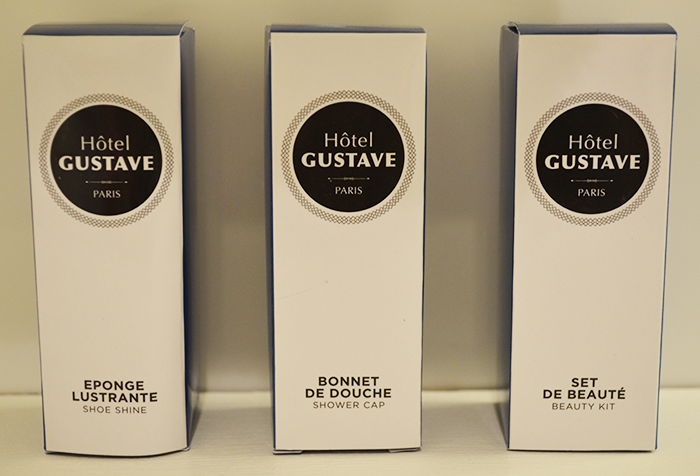 Hôtel
GUSTAVE
PARIS
EPONGE
LUSTRANTE
SHOE SHINE
Hôtel
GUSTAVE
PARIS
BONNET
DE DOUCHE
SHOWER CAP
Hôtel
GUSTAVE
PARIS
SET
DE BEAUTÉ
BEAUTY KIT